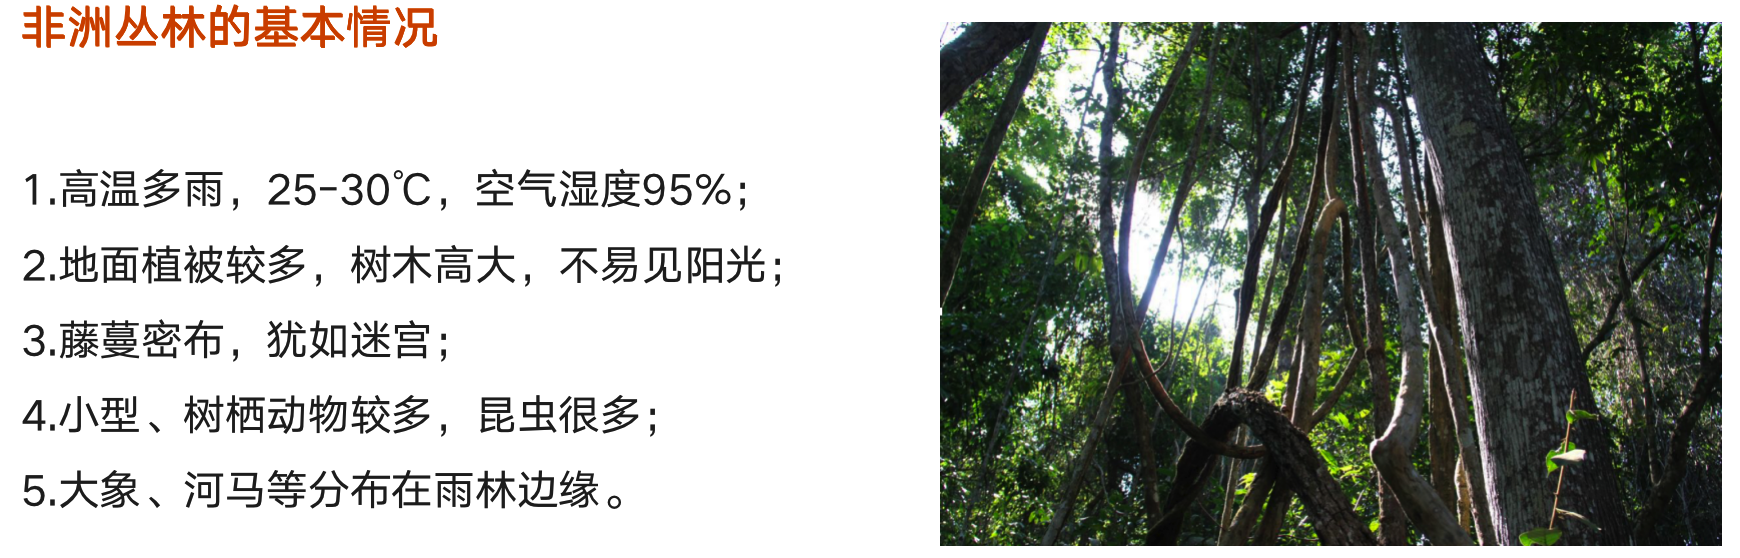 非洲丛林的基本情况
1.高温多雨，25-30℃，空气湿度95%；
2.地面植被较多，树木高大，不易见阳光；
3.藤蔓密布，犹如迷宫；
4.小型、树栖动物较多，昆虫很多；
5.大象、河马等分布在雨林边缘。